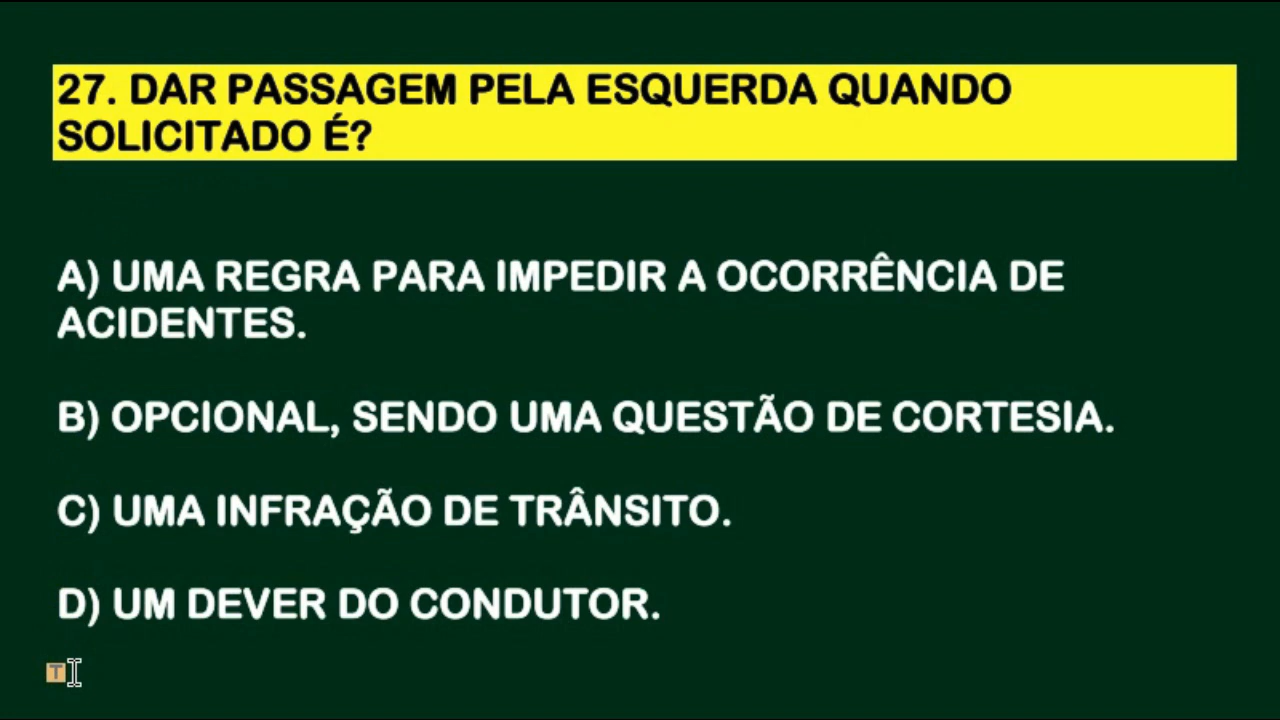 27. DAR PASSAGEM PELA ESQUERDA QUANDO
SOLICITADO É?
A) UMA REGRA PARA IMPEDIR A OCORRÊNCIA DE
ACIDENTES.
B) OPCIONAL, SENDO UMA QUESTÃO DE CORTESIA.
C) UMA INFRAÇÃO DE TRÂNSITO.
D) UM DEVER DO CONDUTOR.
T